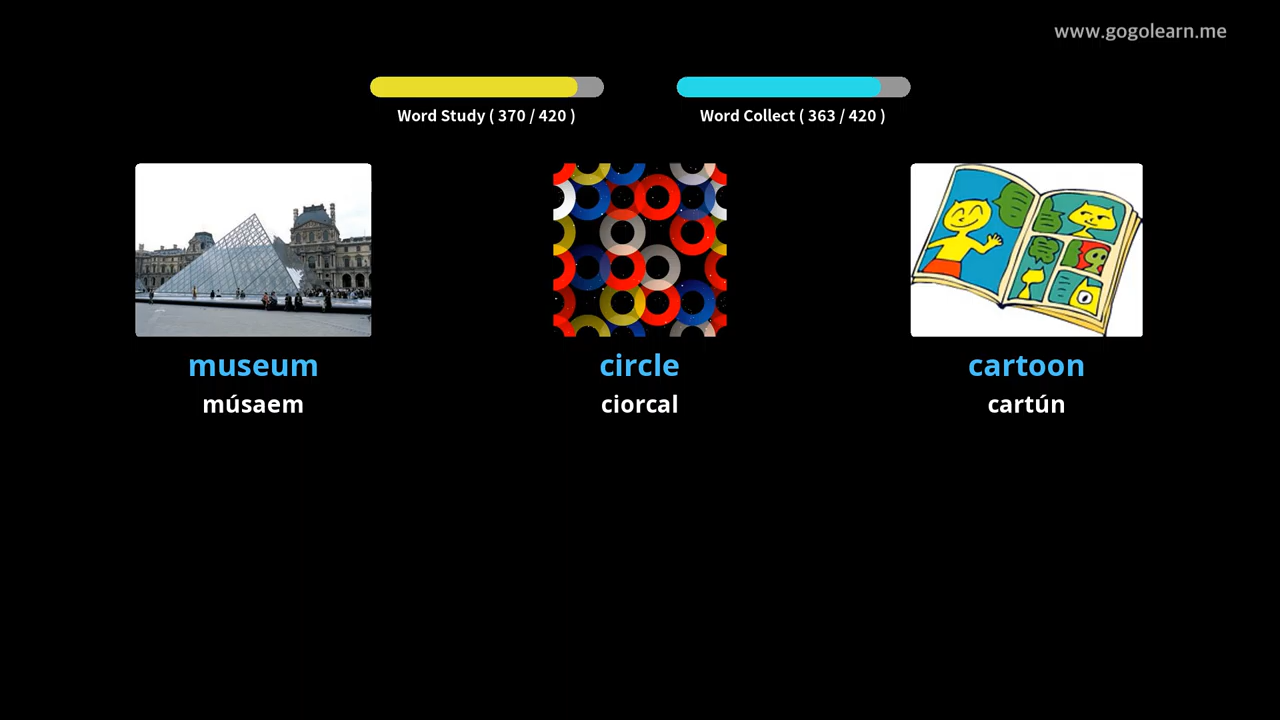 www.gogolearn.me
Word Study ( 370 / 420 )
Word Collect ( 363 / 420 )
museum
circle
cartoon
músaem
ciorcal
cartún